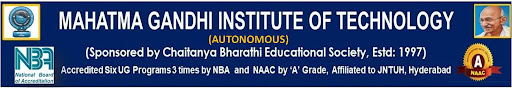 MAHATMA GANDHI INSTITUTE OF TECHNOLOGY
(AUTONOMOUS)
(Sponsored by Chaitanya Bharathi Educational Society, Estd: 1997)
Accredited Six UG Programs 3 times by NBA and NAAC by 'A' Grade, Affiliated to JNTUH, Hyderabad
NBA
National Board
of Accreditation
A
NAAC